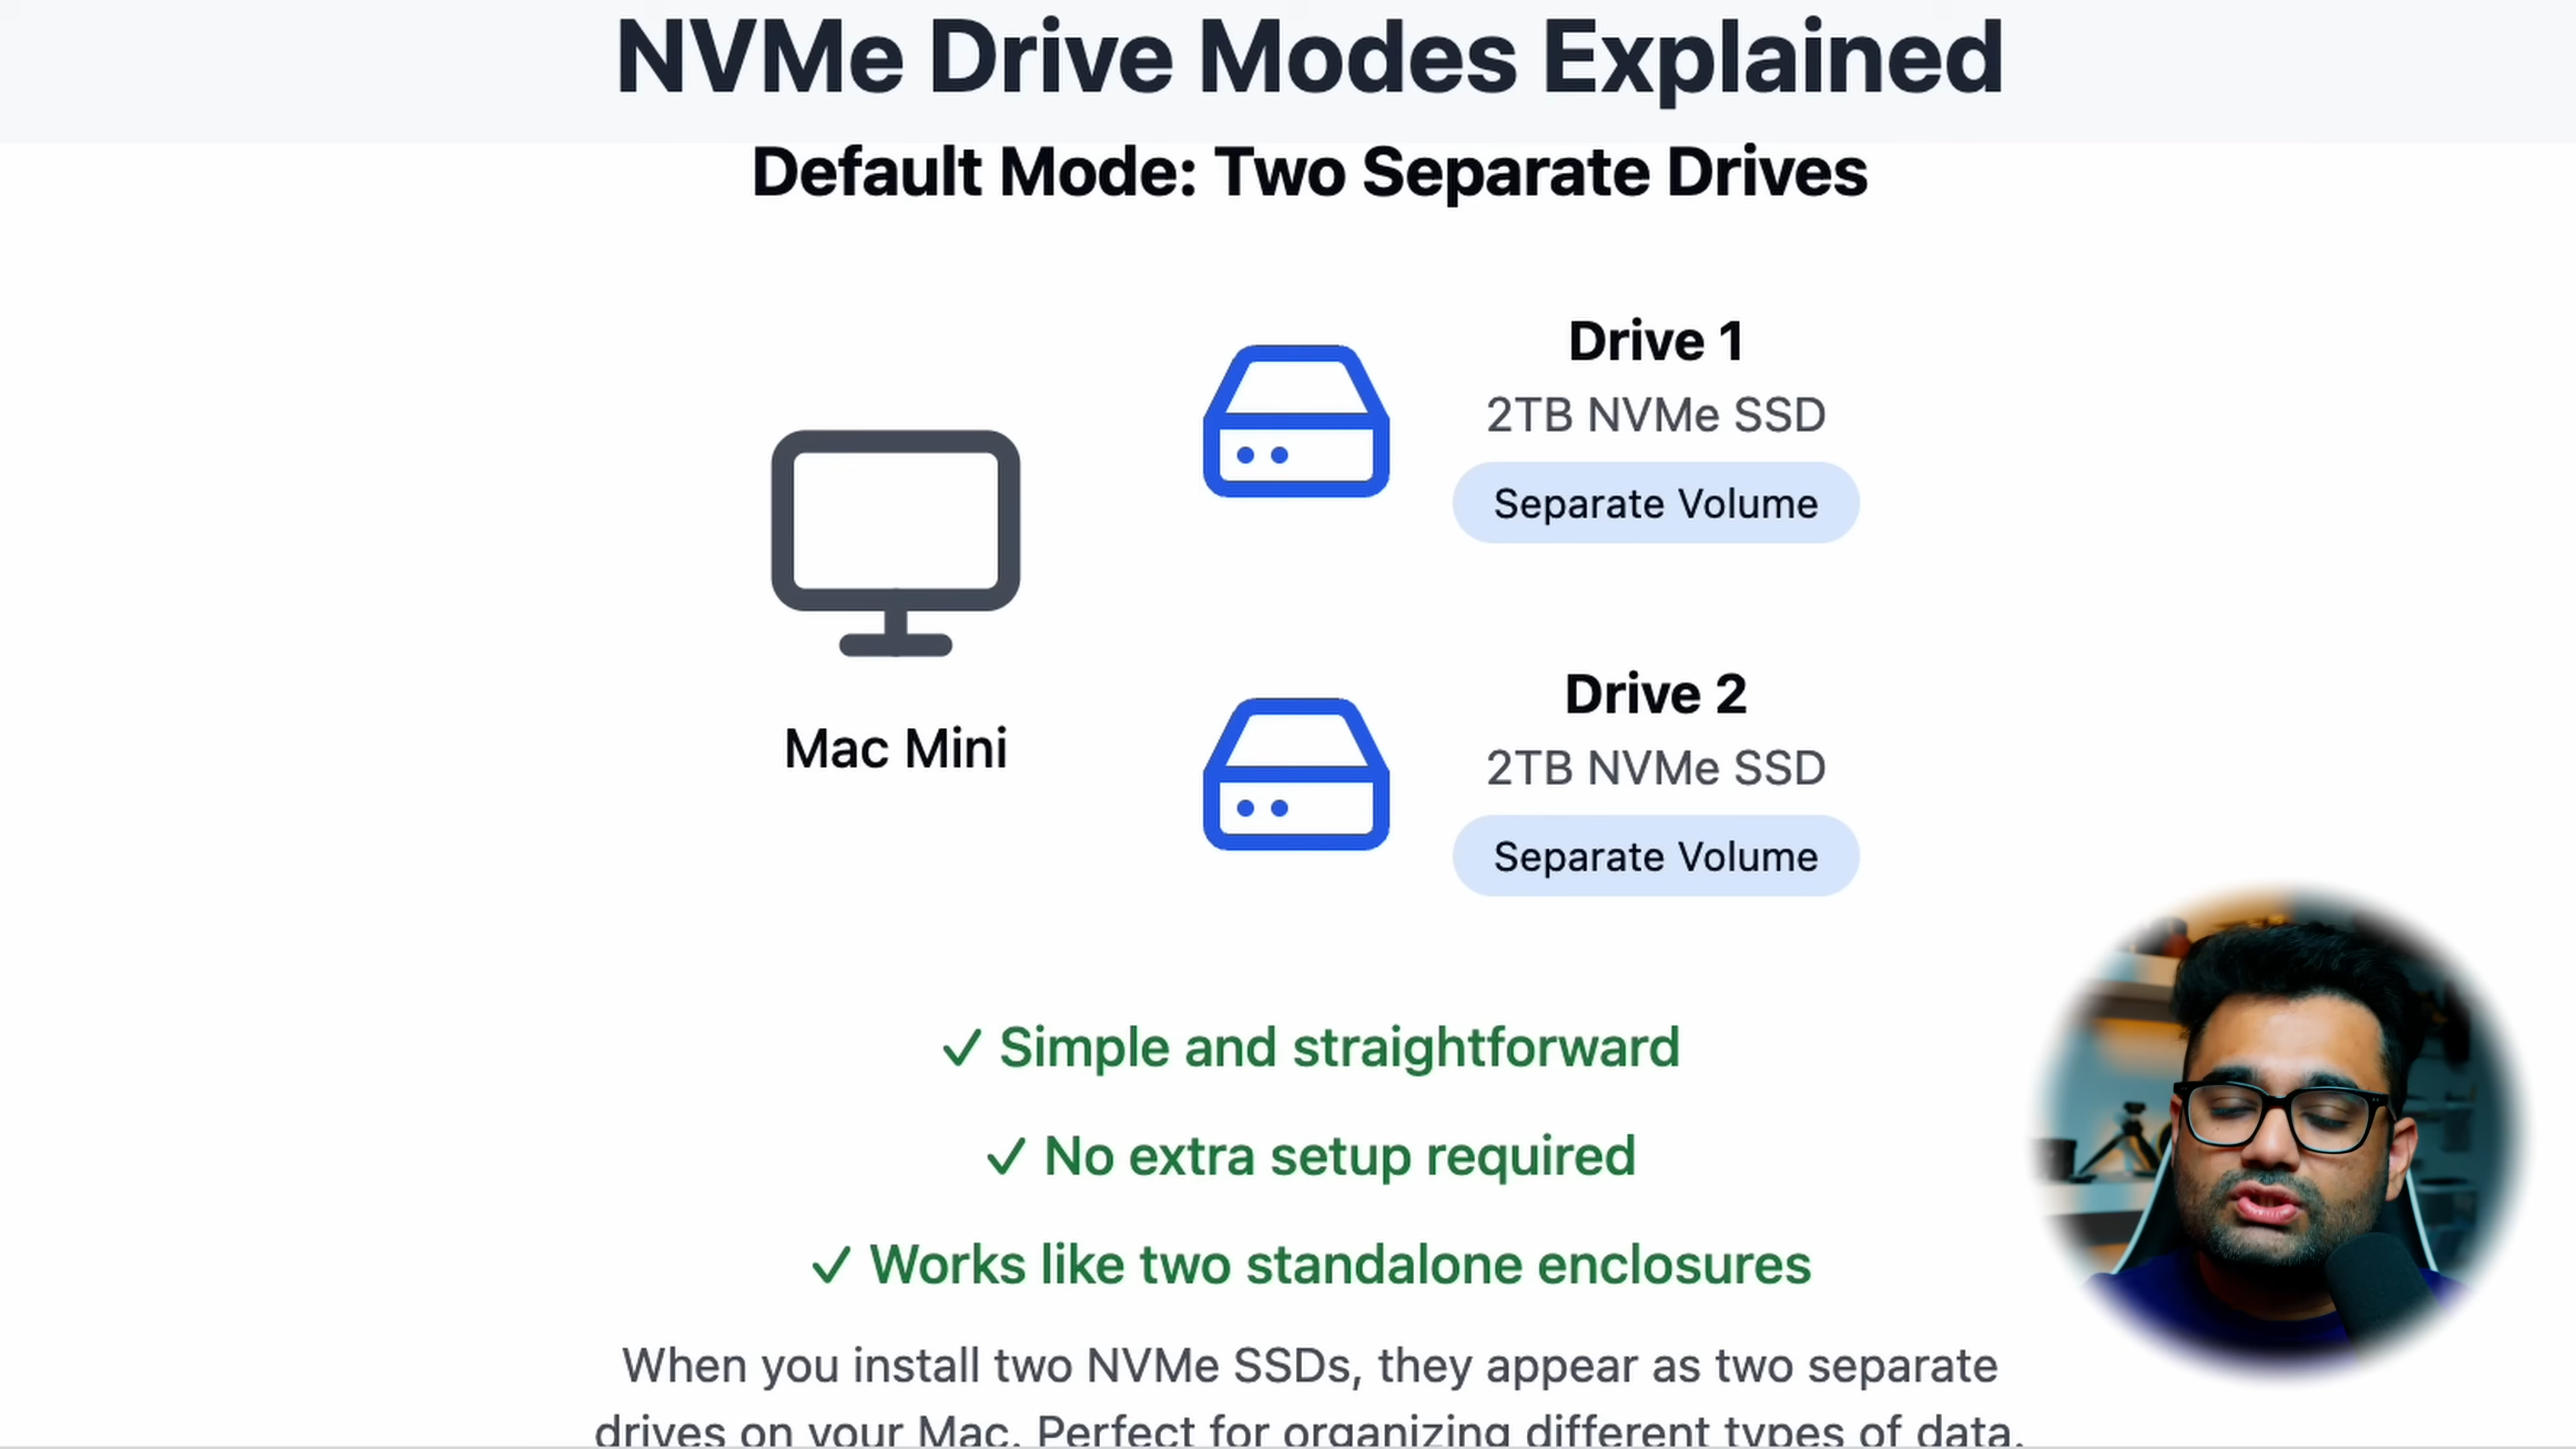 NVMe Drive Modes Explained
Default Mode: Two Separate Drives
Drive 1
2TB NVMe SSD
Separate Volume
Mac Mini
Drive 2
2TB NVMe SSD
Separate Volume
✓ Simple and straightforward
✓ No extra setup required
✓ Works like two standalone enclosures
When you install two NVMe SSDs, they appear as two separate
drives on your Mac. Perfect for organizing different types of data.